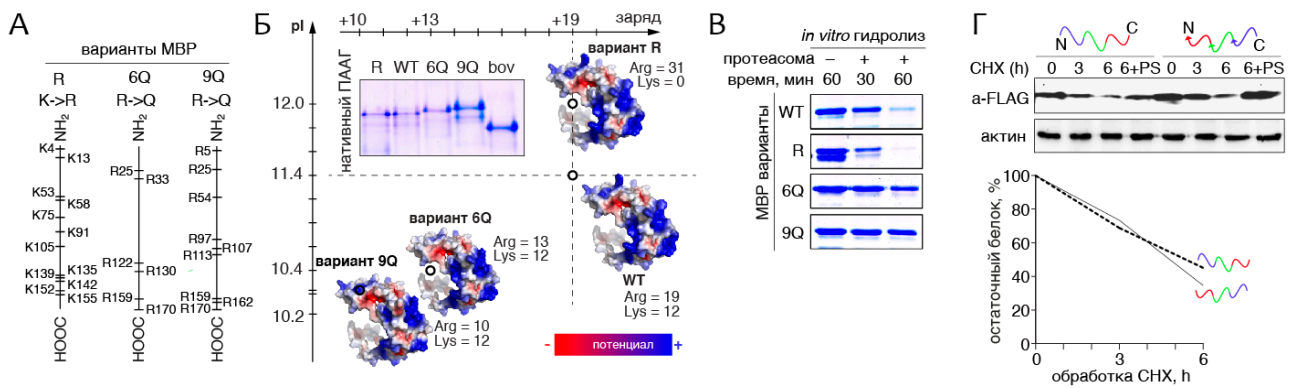 А
варианты MBP
R
6Q
9Q
K->R
R->Q
R->Q
NH2
NH2
NH2
K4
K13
K53
K58
K75
K91
K105
K135
K139
K142
K152
K155
HOOC
R25
R33
R122
R130
R159
R170
HOOC
R5
R25
R54
R97
R107
R113
R159
R162
R170
HOOC
Б
pI
+10
+13
+19
заряд
12.0
11.4
10.4
10.2
нативный ПААГ
R WT 6Q 9Q bov
вариант R
Arg = 31
Lys = 0
вариант 6Q
Arg = 13
Lys = 12
вариант 9Q
Arg = 10
Lys = 12
WT
Arg = 19
Lys = 12
- потенциал +
В
in vitro гидролиз
протеасома – + +
время, мин 60 30 60
MBP варианты
WT
R
6Q
9Q
Г
N C
N C
CHX (h) 0 3 6 6+PS 0 3 6 6+PS
a-FLAG
актин
остаточный белок, %
100
80
60
40
20
0
0 3 6
обработка CHX, h